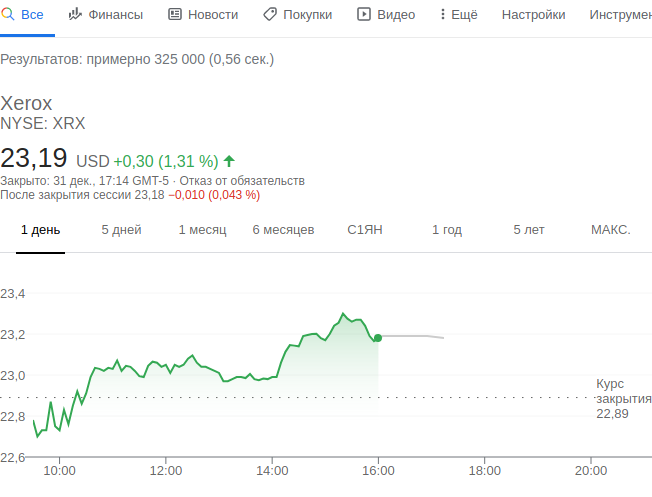 Все Финансы Новости Покупки Видео Ещё Настройки Инструмен
Результатов: примерно 325 000 (0,56 сек.)
Xerox
NYSE: XRX
23,19 USD +0,30 (1,31 %)
Закрыто: 31 дек., 17:14 GMT-5 · Отказ от обязательств
После закрытия сессии 23,18 −0,010 (0,043 %)
1 день 5 дней 1 месяц 6 месяцев С1ЯН 1 год 5 лет МАКС.
23,4
23,2
23,0
Курс
закрытия
22,89
22,8
22,6
10:00 12:00 14:00 16:00 18:00 20:00